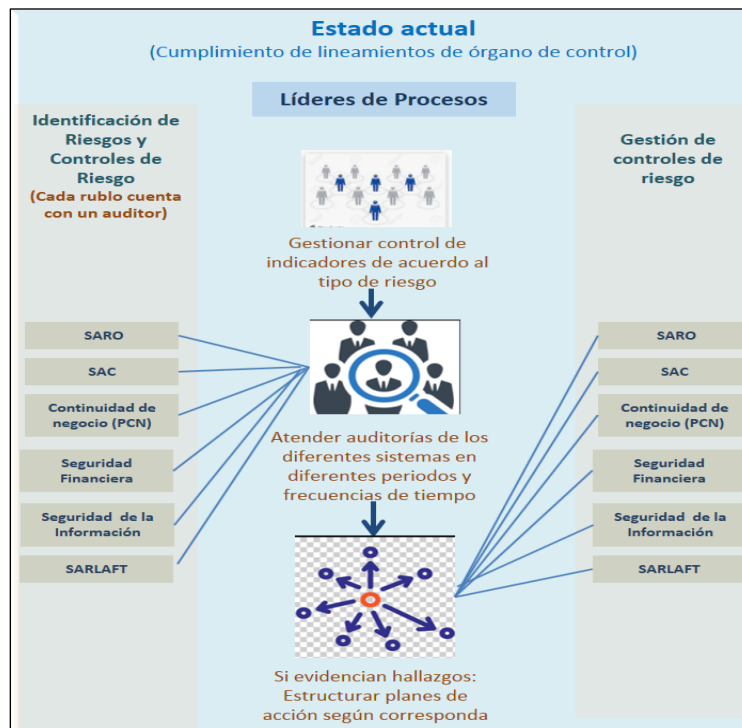 Estado actual
(Cumplimiento de lineamientos de órgano de control)
Líderes de Procesos
Identificación de
Riesgos y
Controles de
Riesgo
(Cada rublo cuenta
con un auditor)
SARO
SAC
Continuidad de
negocio (PCN)
Seguridad
Financiera
Seguridad de la
Información
SARLAFT
Gestionar control de
indicadores de acuerdo al
tipo de riesgo
Atender auditorías de los
diferentes sistemas en
diferentes periodos y
frecuencias de tiempo
Si evidencian hallazgos:
Estructurar planes de
acción según corresponda
Gestión de
controles de
riesgo
SARO
SAC
Continuidad de
negocio (PCN)
Seguridad
Financiera
Seguridad de la
Información
SARLAFT